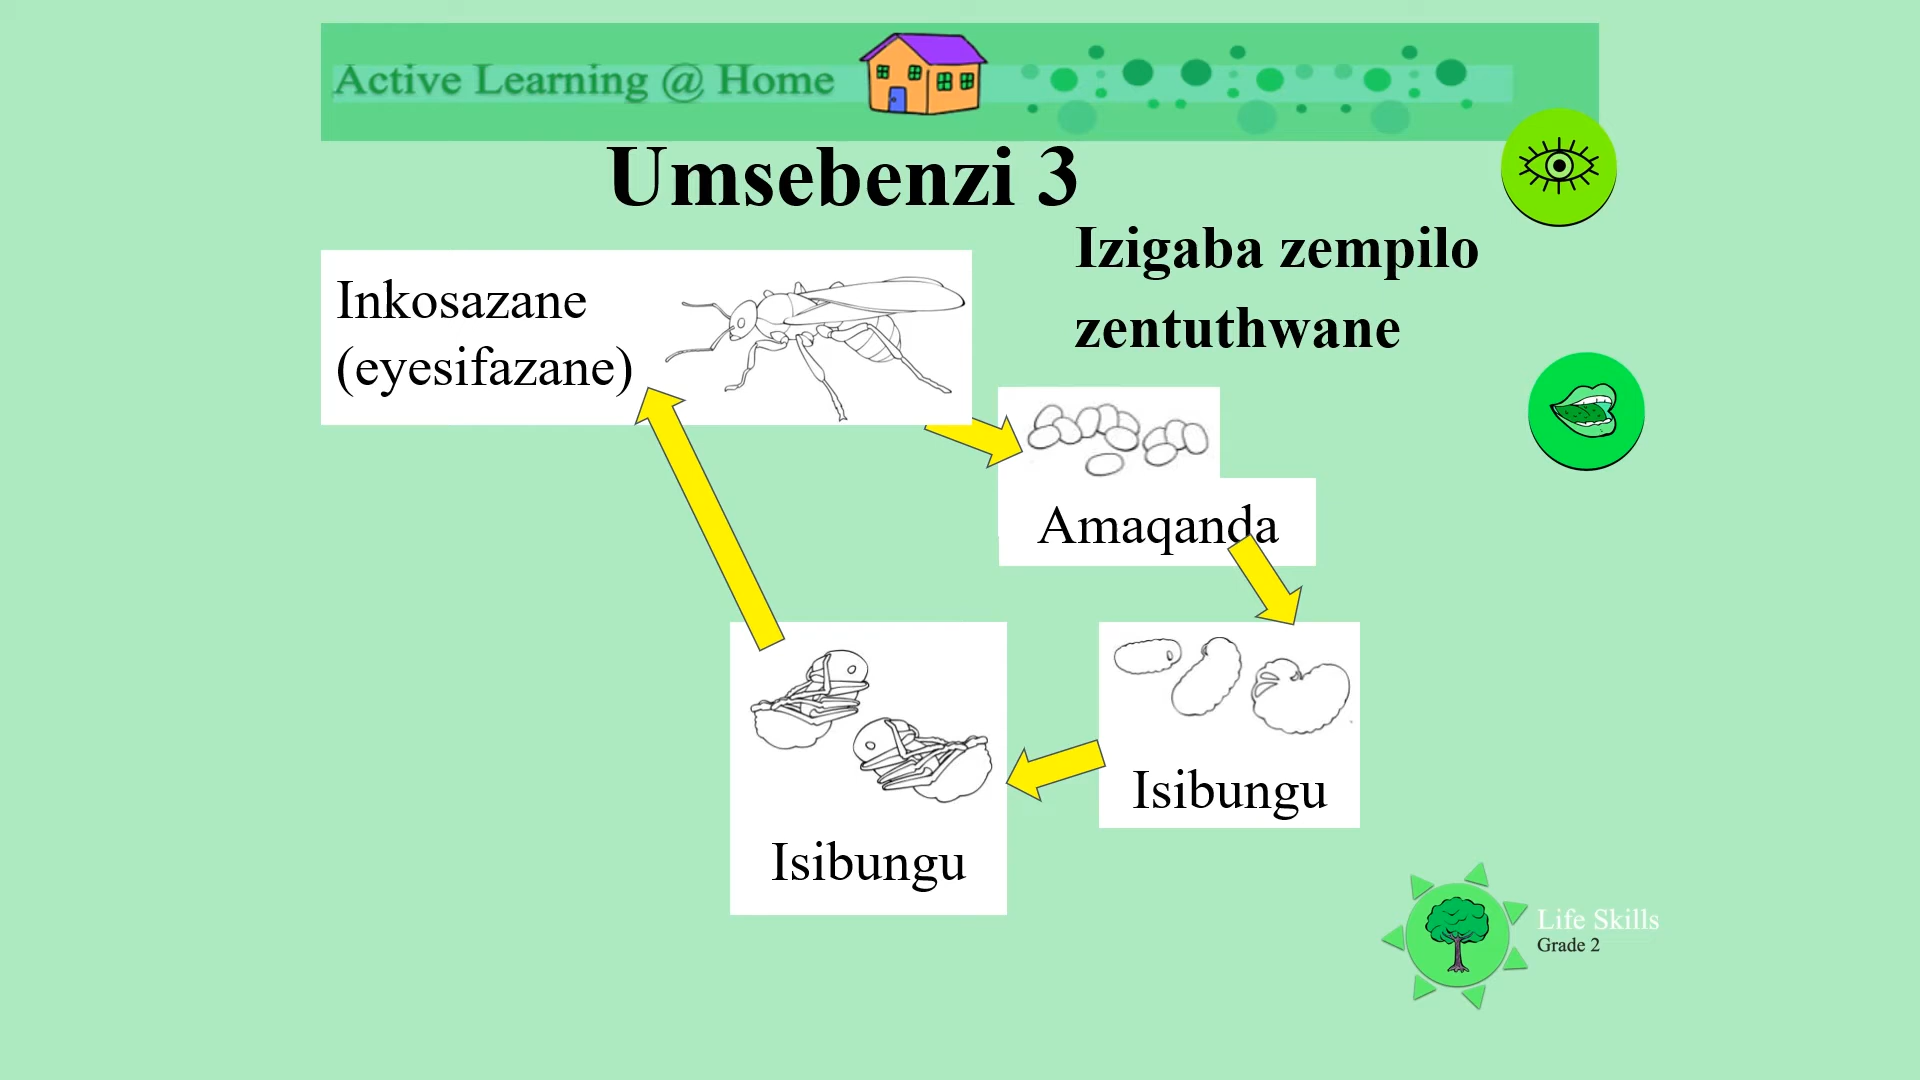 Active Learning @ Home
Umsebenzi 3
Izigaba zempilo
zentuthwane
Inkosazane
(eyesifazane)
Amaqanda
Isibungu
Isibungu
Life Skills
Grade 2